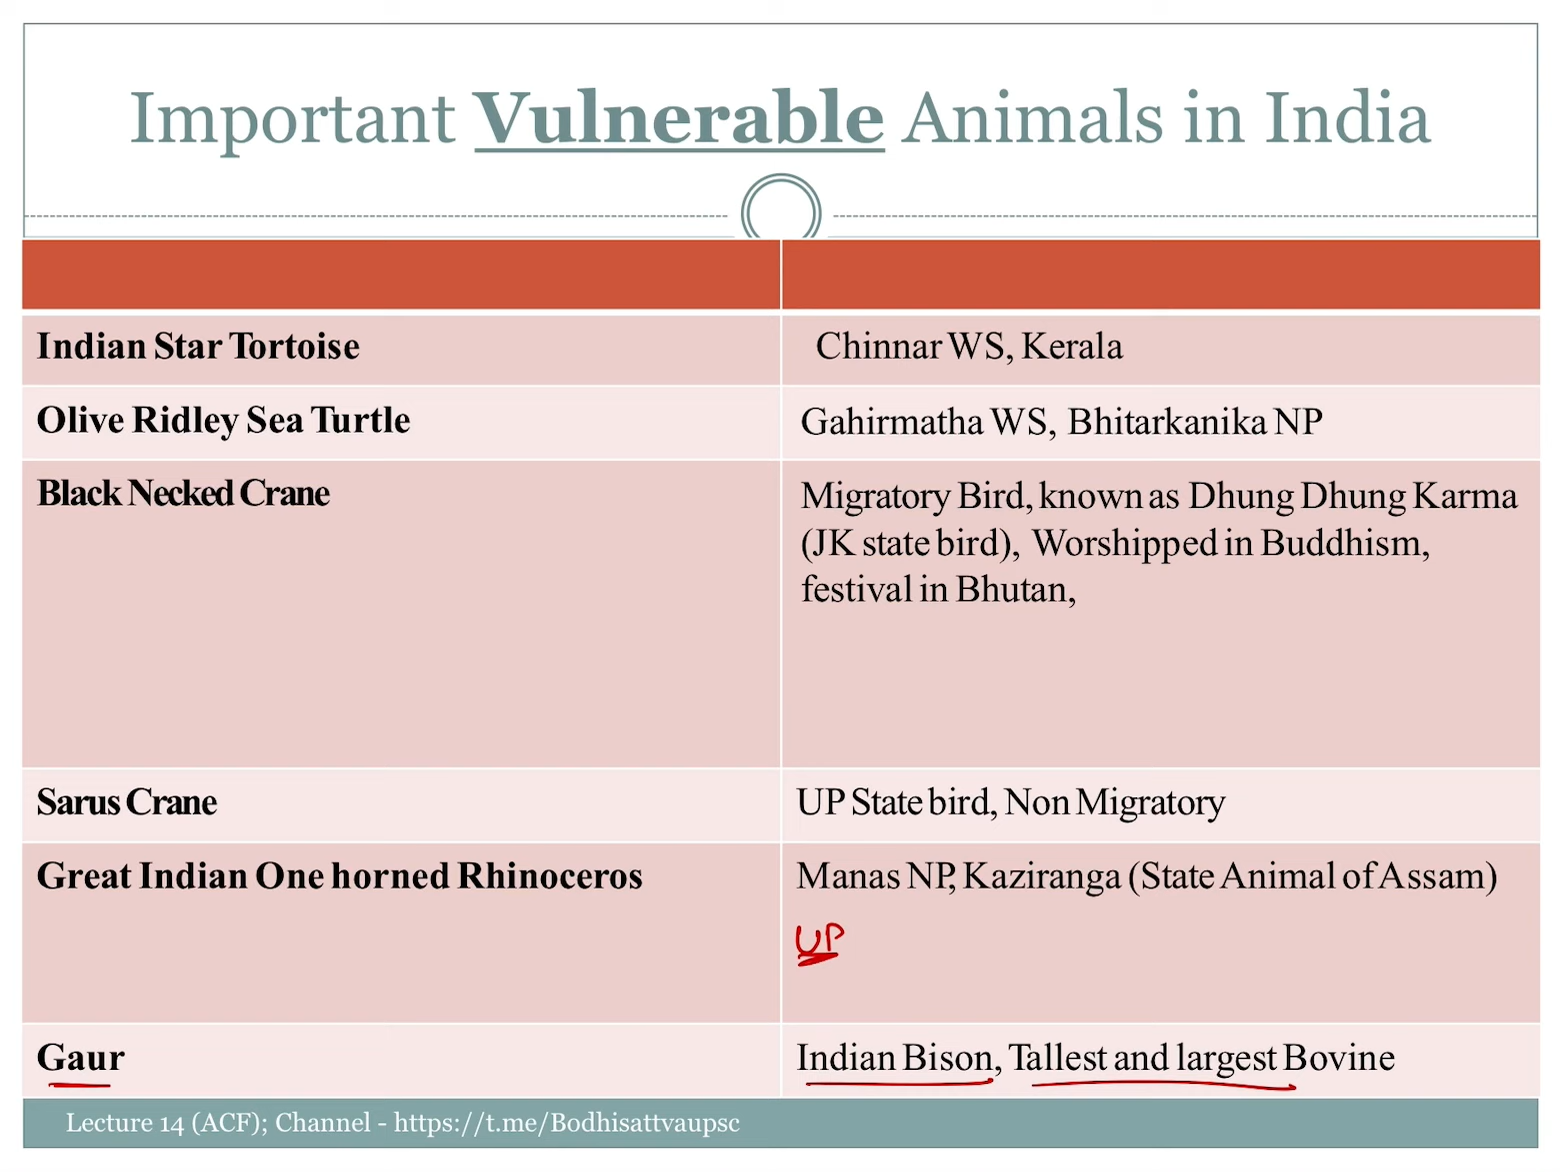 Important Vulnerable Animals in India
Indian Star Tortoise
Chinnar WS, Kerala
Olive Ridley Sea Turtle
Gahirmatha WS, Bhitarkanika NP
Black Necked Crane
Migratory Bird, known as Dhung Dhung Karma
(JK state bird), Worshipped in Buddhism,
festival in Bhutan,
Sarus Crane
UP State bird, Non Migratory
Great Indian One horned Rhinoceros
Manas NP, Kaziranga (State Animal of Assam)
UP
Gaur
Indian Bison, Tallest and largest Bovine
Lecture 14 (ACF); Channel - https://t.me/Bodhisattvaupsc